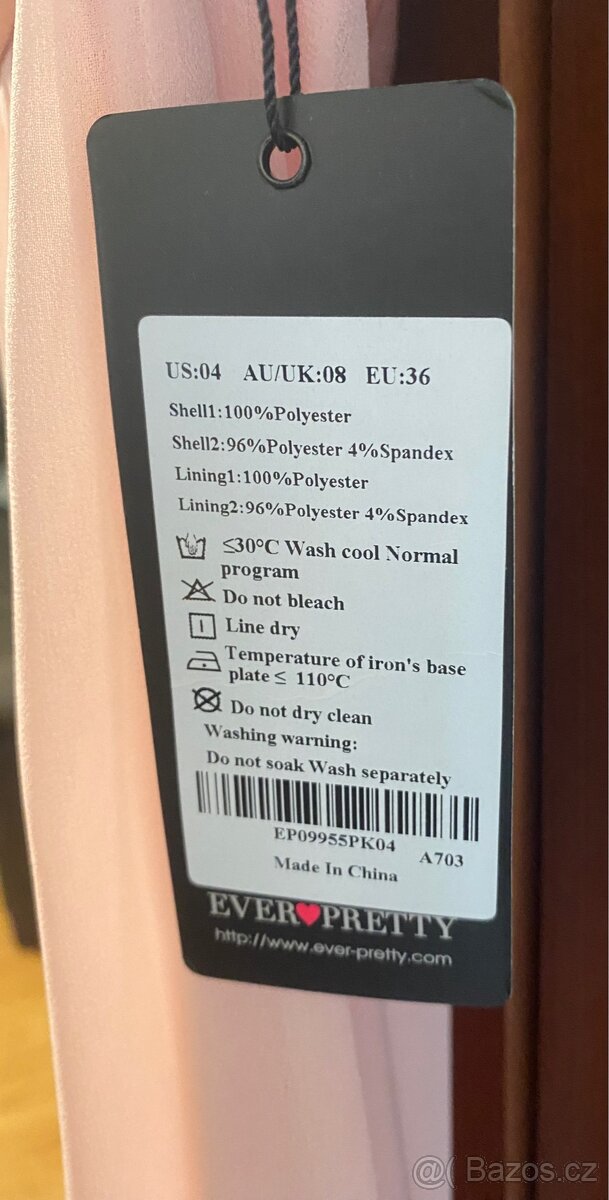 US:04 AU/UK:08 EU:36
Shell1:100%Polyester
Shell2:96%Polyester 4%Spandex
Lining1:100%Polyester
Lining2:96%Polyester 4%Spandex
≤30°C Wash cool Normal
program
Do not bleach
Line dry
Temperature of iron's base
plate ≤ 110°C
Do not dry clean
Washing warning:
Do not soak Wash separately
EP09955PK04
A703
Made In China
EVER❤PRETTY
http://www.ever-pretty.com
@( Bazos.cz